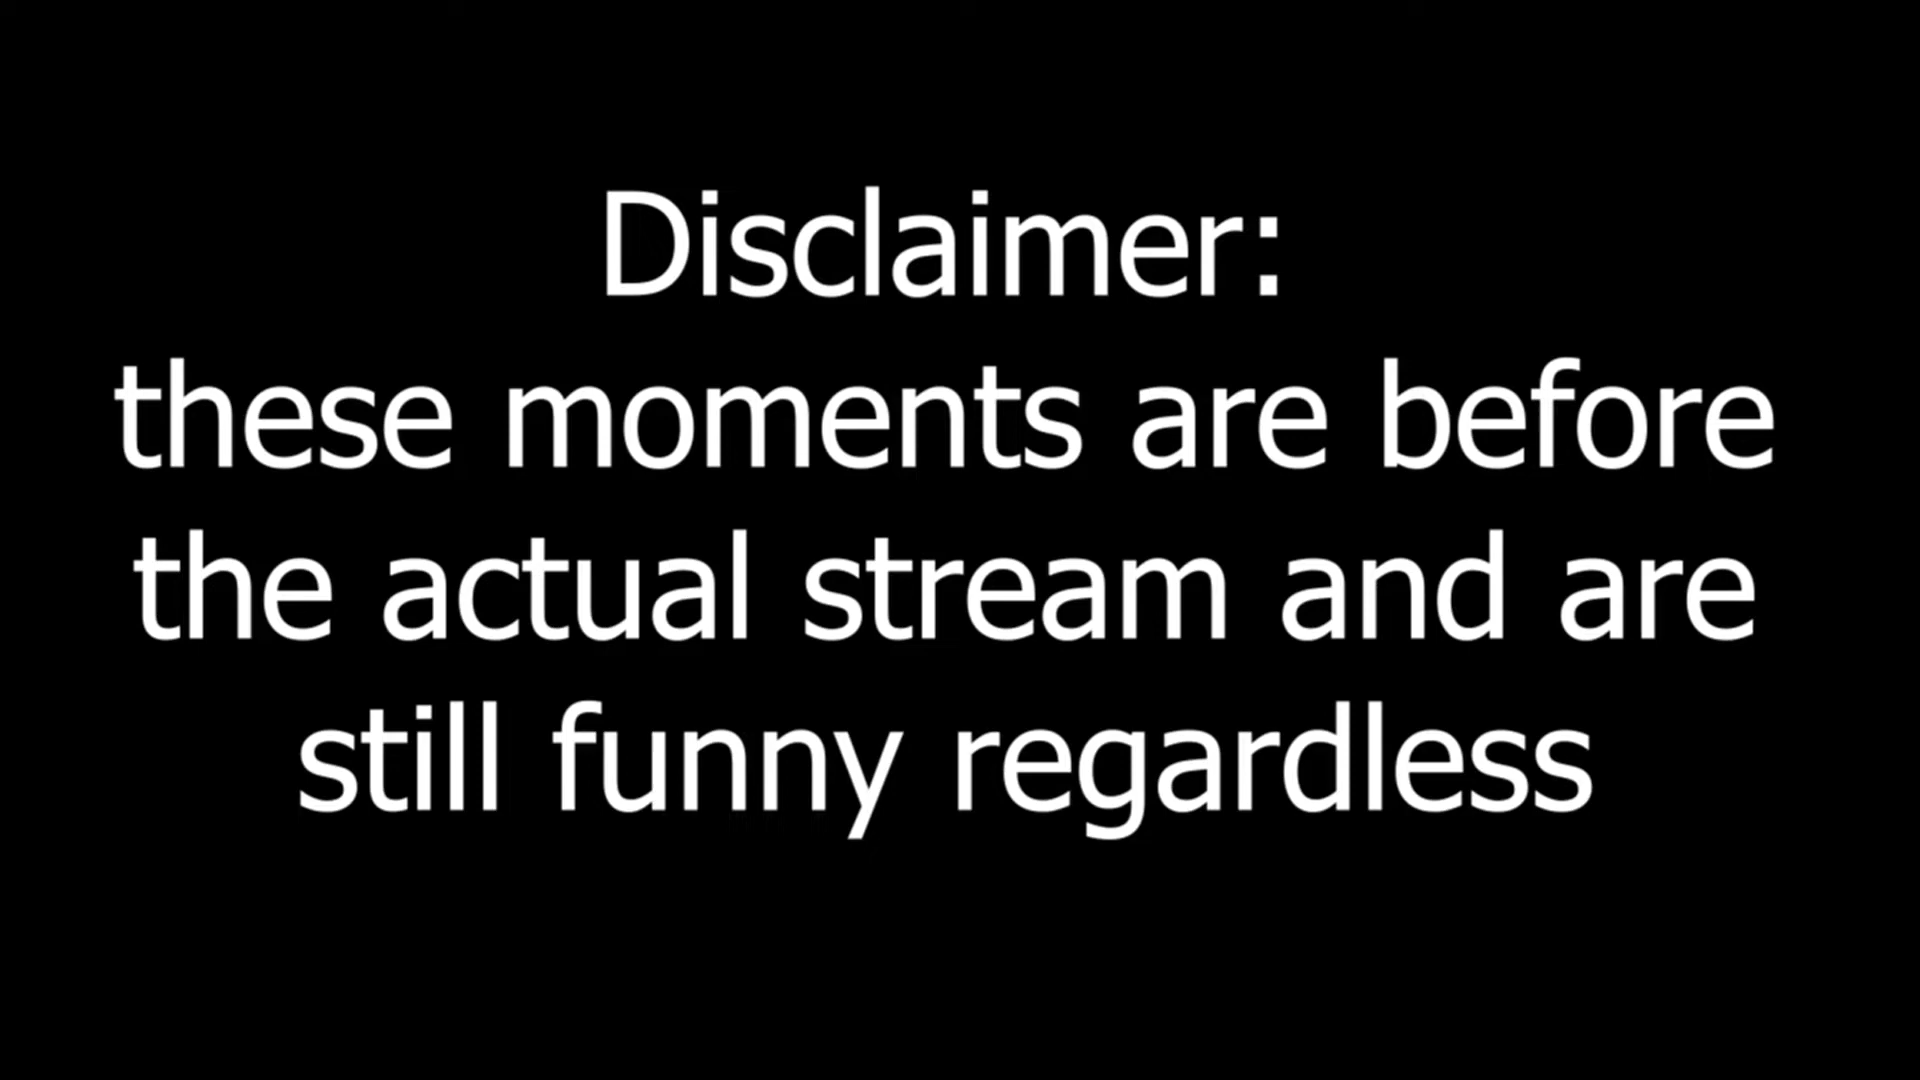 Disclaimer:
these moments are before
the actual stream and are
still funny regardless